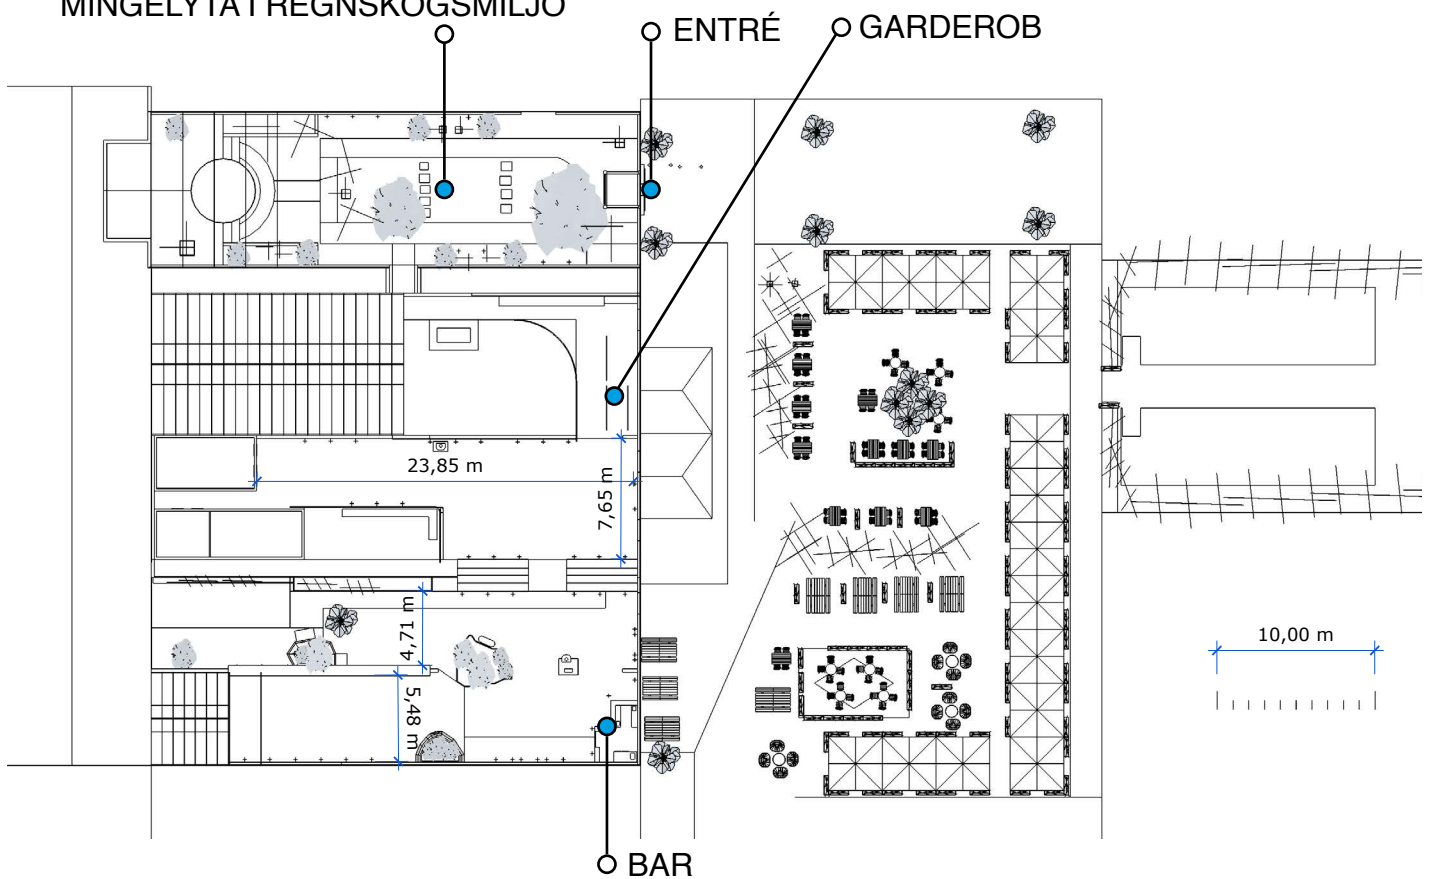 MINGELYTA I REGNSKOGSMILJÖ
ENTRÉ
GARDEROB
23,85 m
7,65 m
4,71 m
5,48 m
10,00 m
BAR